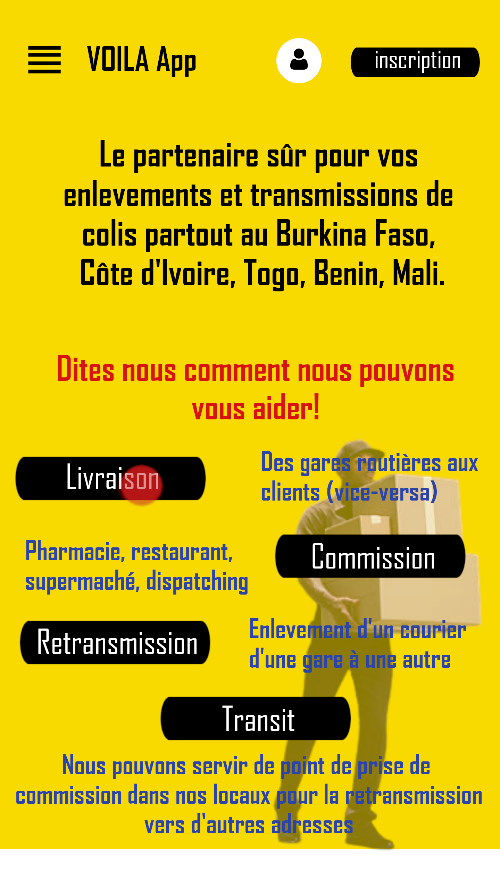 VOILA App
inscription
Le partenaire sûr pour vos
enlevements et transmissions de
colis partout au Burkina Faso,
Côte d'Ivoire, Togo, Benin, Mali.
Dites nous comment nous pouvons
vous aider!
Livraison
Des gares routières aux
clients (vice-versa)
Pharmacie, restaurant,
supermaché, dispatching
Commission
Retransmission
Enlevement d'un courier
d'une gare à une autre
Transit
Nous pouvons servir de point de prise de
commission dans nos locaux pour la retransmission
vers d'autres adresses